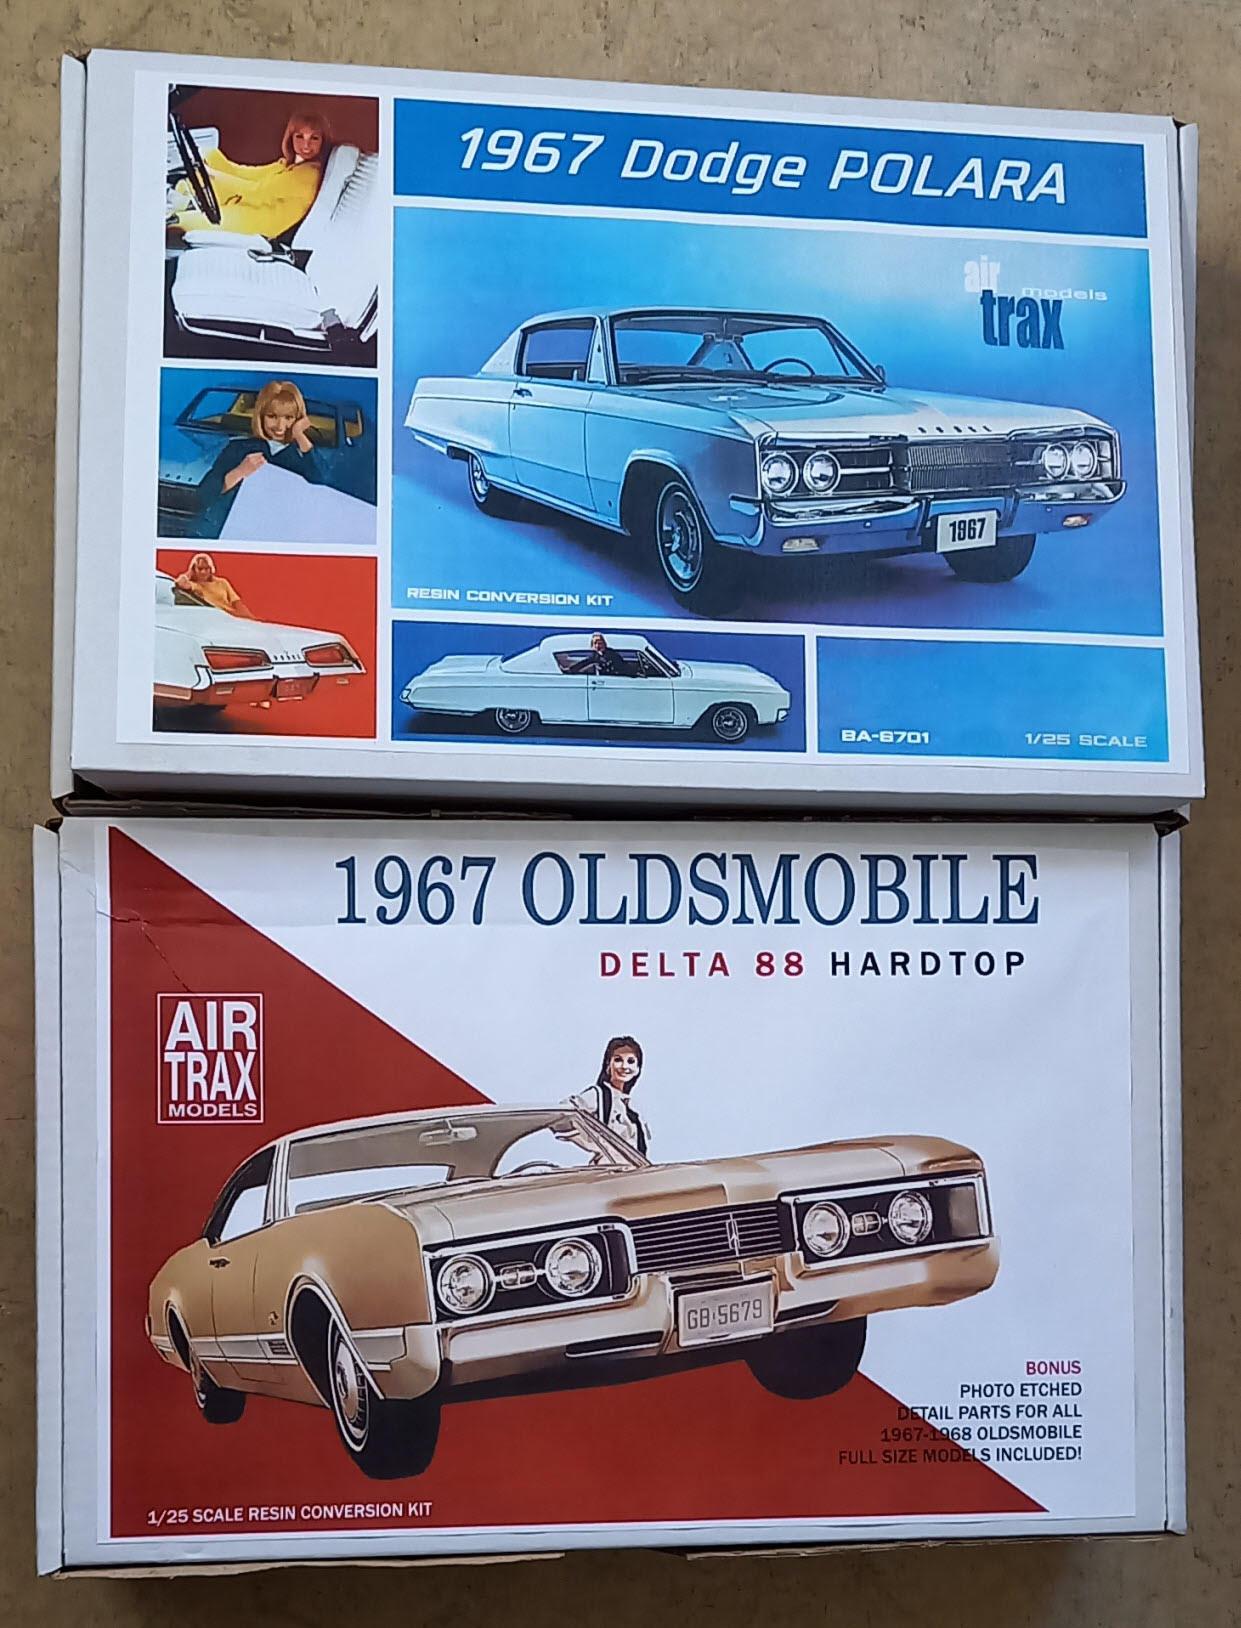 1967 Dodge POLARA
air
models
trax
DODGE
1967
RESIN CONVERSION KIT
BA-6701
1/25 SCALE
1967 OLDSMOBILE
DELTA 88 HARDTOP
AIR
TRAX
MODELS
GB·5679
BONUS
PHOTO ETCHED
DETAIL PARTS FOR ALL
1967-1968 OLDSMOBILE
FULL SIZE MODELS INCLUDED!
1/25 SCALE RESIN CONVERSION KIT